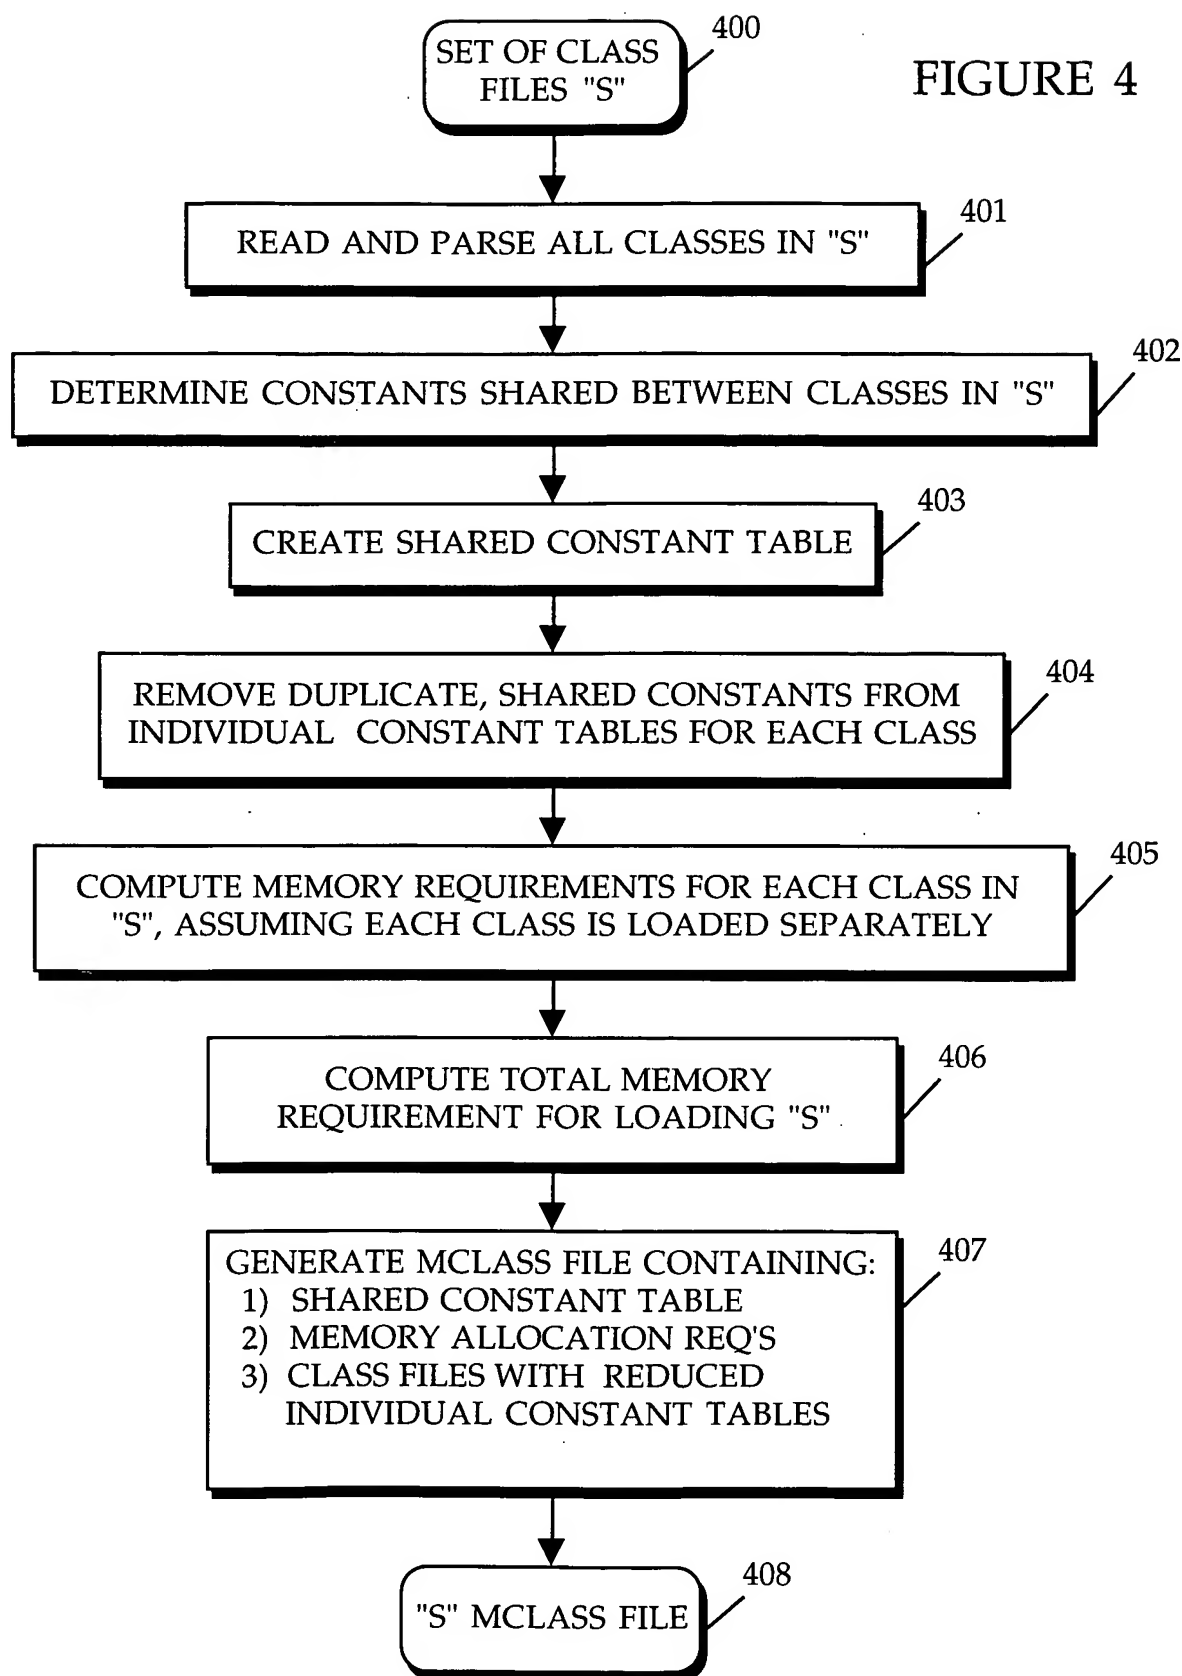 400
SET OF CLASS
FILES "S"
FIGURE 4
401
READ AND PARSE ALL CLASSES IN "S"
402
DETERMINE CONSTANTS SHARED BETWEEN CLASSES IN "S"
403
CREATE SHARED CONSTANT TABLE
404
REMOVE DUPLICATE, SHARED CONSTANTS FROM
INDIVIDUAL CONSTANT TABLES FOR EACH CLASS
405
COMPUTE MEMORY REQUIREMENTS FOR EACH CLASS IN
"S", ASSUMING EACH CLASS IS LOADED SEPARATELY
406
COMPUTE TOTAL MEMORY
REQUIREMENT FOR LOADING "S"
407
GENERATE MCLASS FILE CONTAINING:
1) SHARED CONSTANT TABLE
2) MEMORY ALLOCATION REQ'S
3) CLASS FILES WITH REDUCED
INDIVIDUAL CONSTANT TABLES
408
"S" MCLASS FILE